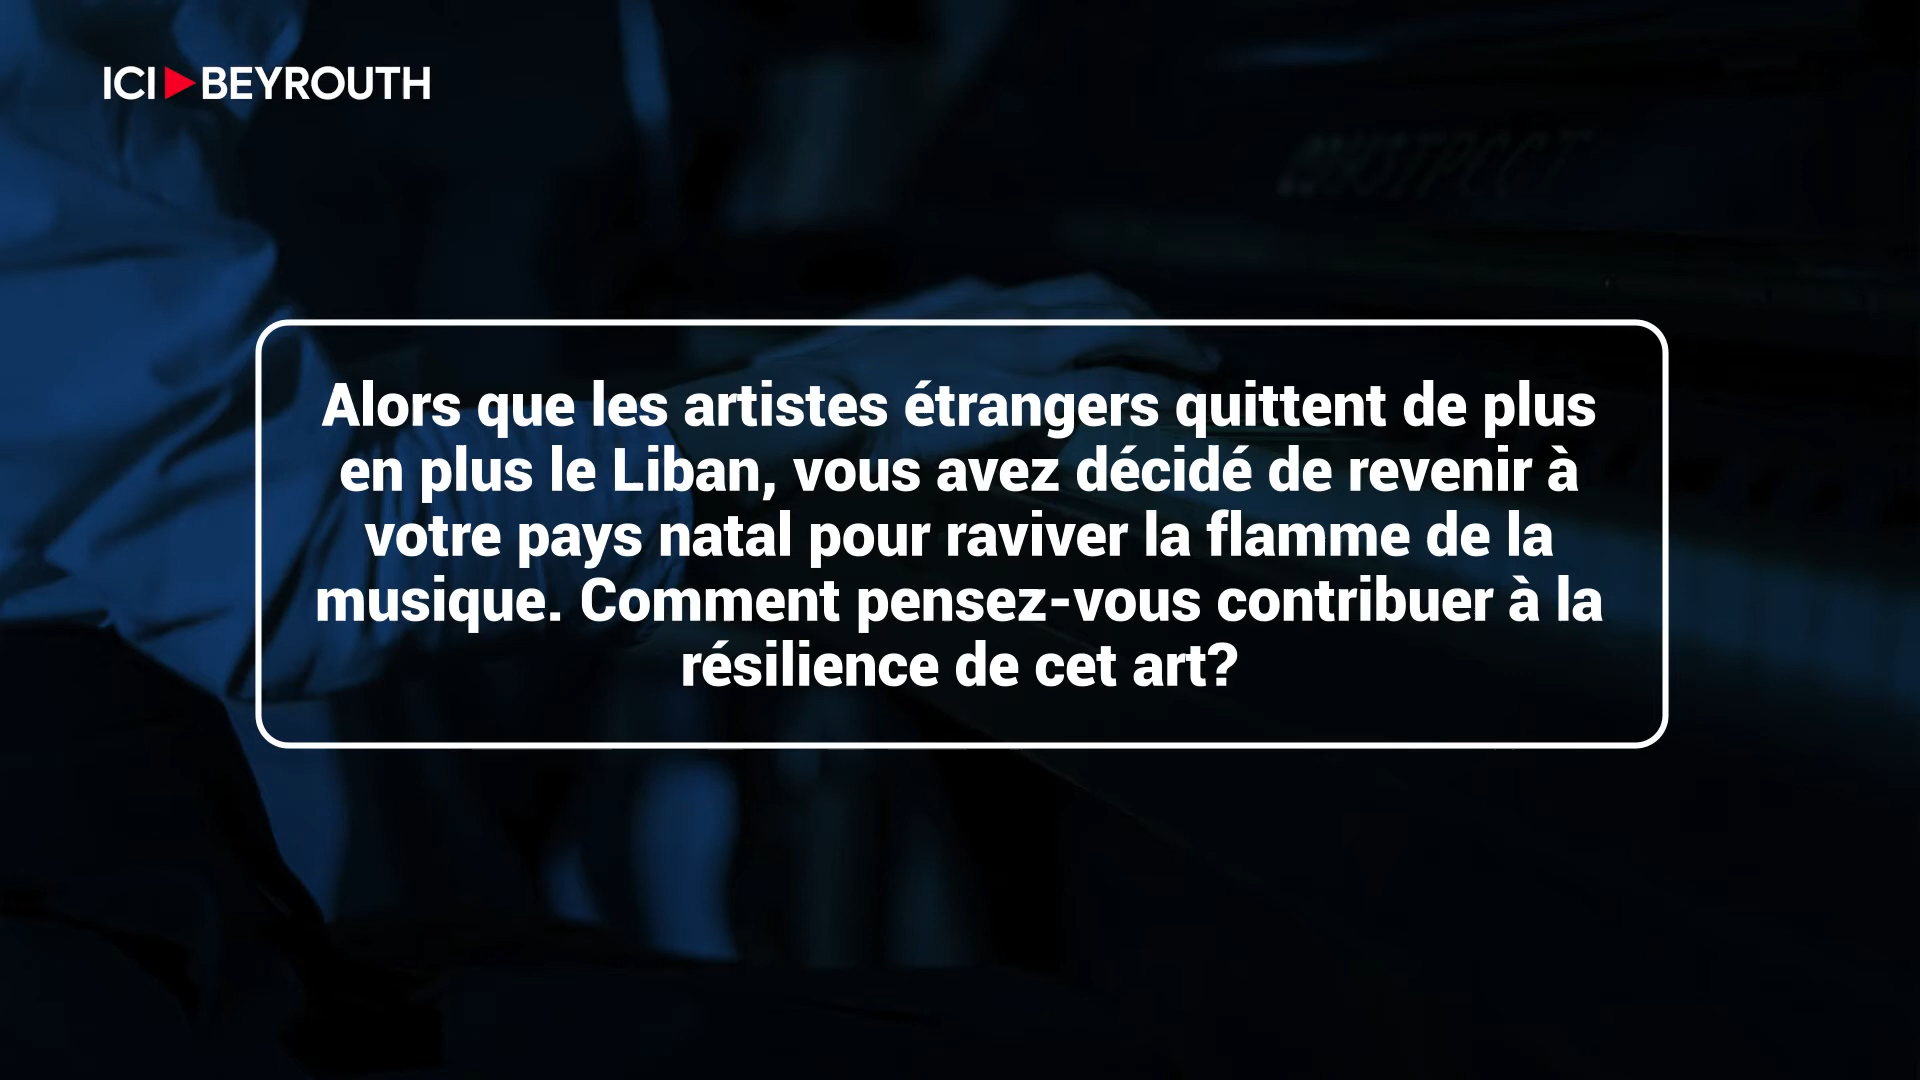 ICI BEYROUTH
Alors que les artistes étrangers quittent de plus
en plus le Liban, vous avez décidé de revenir à
votre pays natal pour raviver la flamme de la
musique. Comment pensez-vous contribuer à la
résilience de cet art?